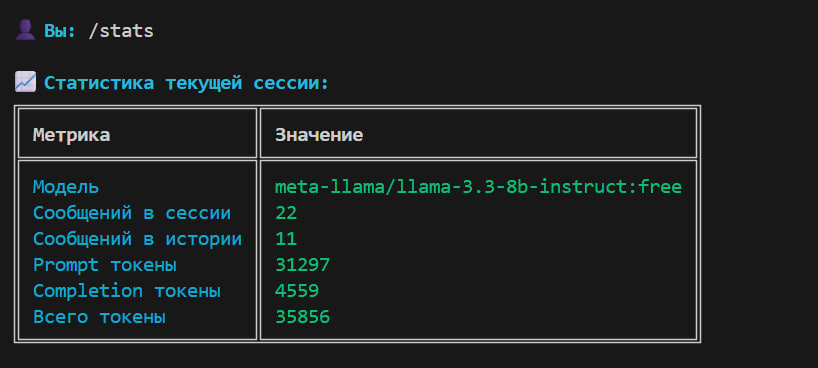 Вы: /stats
Статистика текущей сессии:
Метрика Значение
Модель meta-llama/llama-3.3-8b-instruct:free
Сообщений в сессии 22
Сообщений в истории 11
Prompt токены 31297
Completion токены 4559
Всего токены 35856